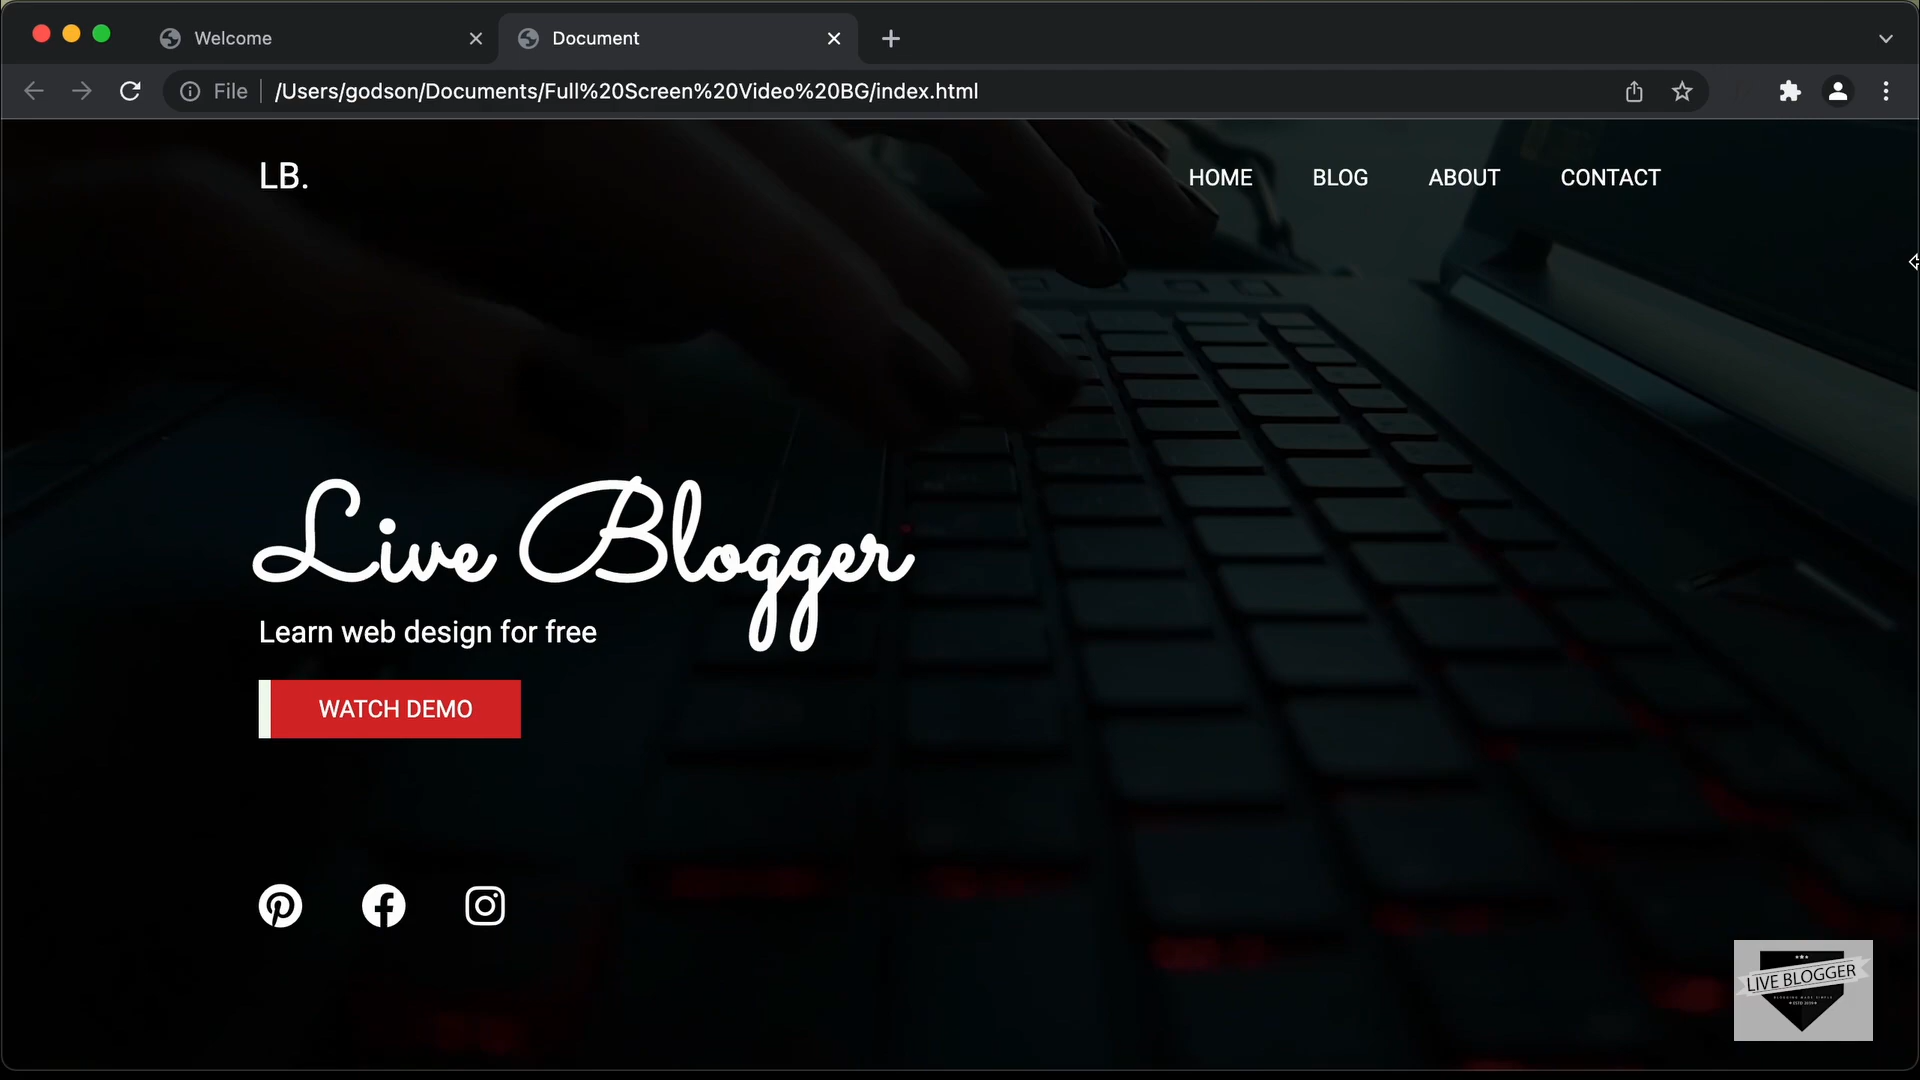 Welcome
Document
File
/Users/godson/Documents/Full%20Screen%20Video%20BG/index.html
LB.
HOME
BLOG
ABOUT
CONTACT
Live Blogger
Learn web design for free
WATCH DEMO
LIVE BLOGGER